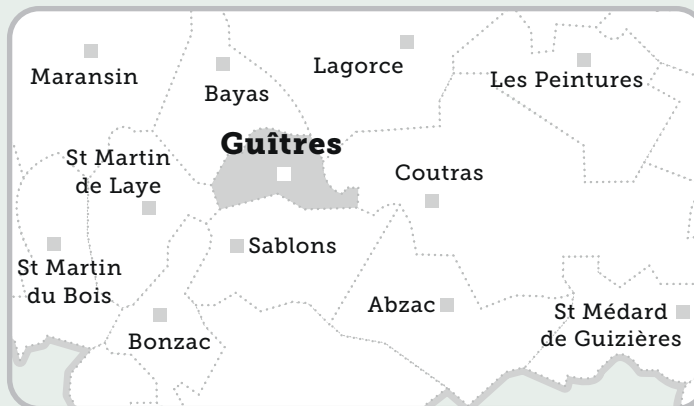 Maransin
Bayas
Lagorce
Les Peintures
Guîtres
St Martin
de Laye
Coutras
Sablons
St Martin
du Bois
Abzac
St Médard
de Guizières
Bonzac